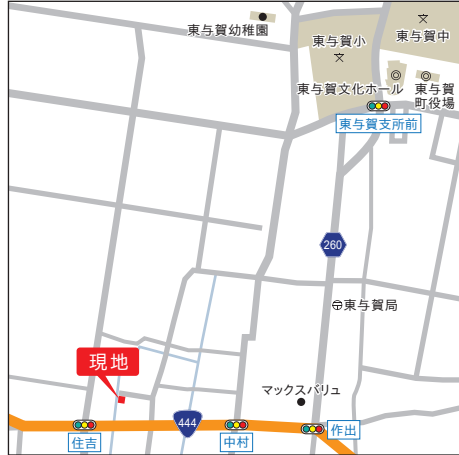 東与賀幼稚園
東与賀小
東与賀中
東与賀文化ホール
東与賀
町役場
東与賀支所前
260
東与賀局
現地
マックスバリュ
444
住吉
中村
作出